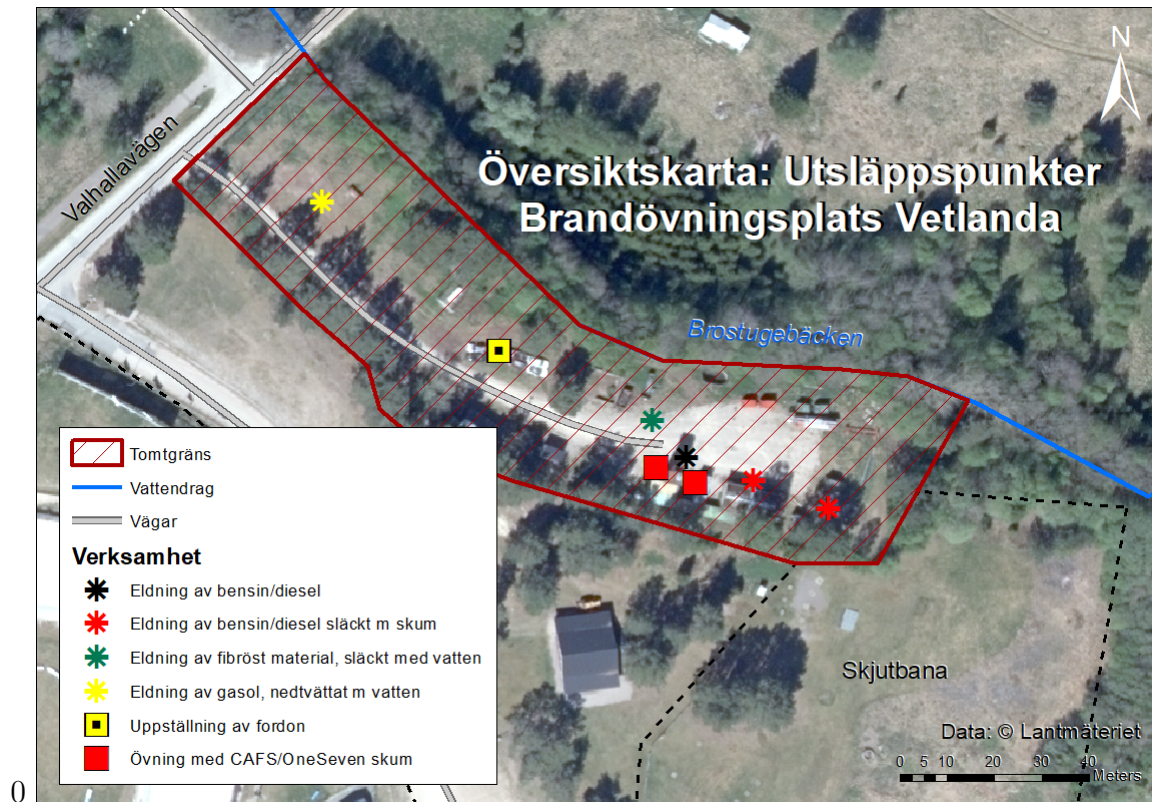 N
Valhallavägen
Översiktskarta: Utsläppspunkter
Brandövningsplats Vetlanda
Brostugebäcken
Tomtgräns
Vattendrag
Vägar
Verksamhet
Eldning av bensin/diesel
Eldning av bensin/diesel släckt m skum
Eldning av fibröst material, släckt med vatten
Eldning av gasol, nedtvättat m vatten
Uppställning av fordon
Övning med CAFS/OneSeven skum
Skjutbana
Data: © Lantmäteriet
0 5 10 20 30 40
Meters
0